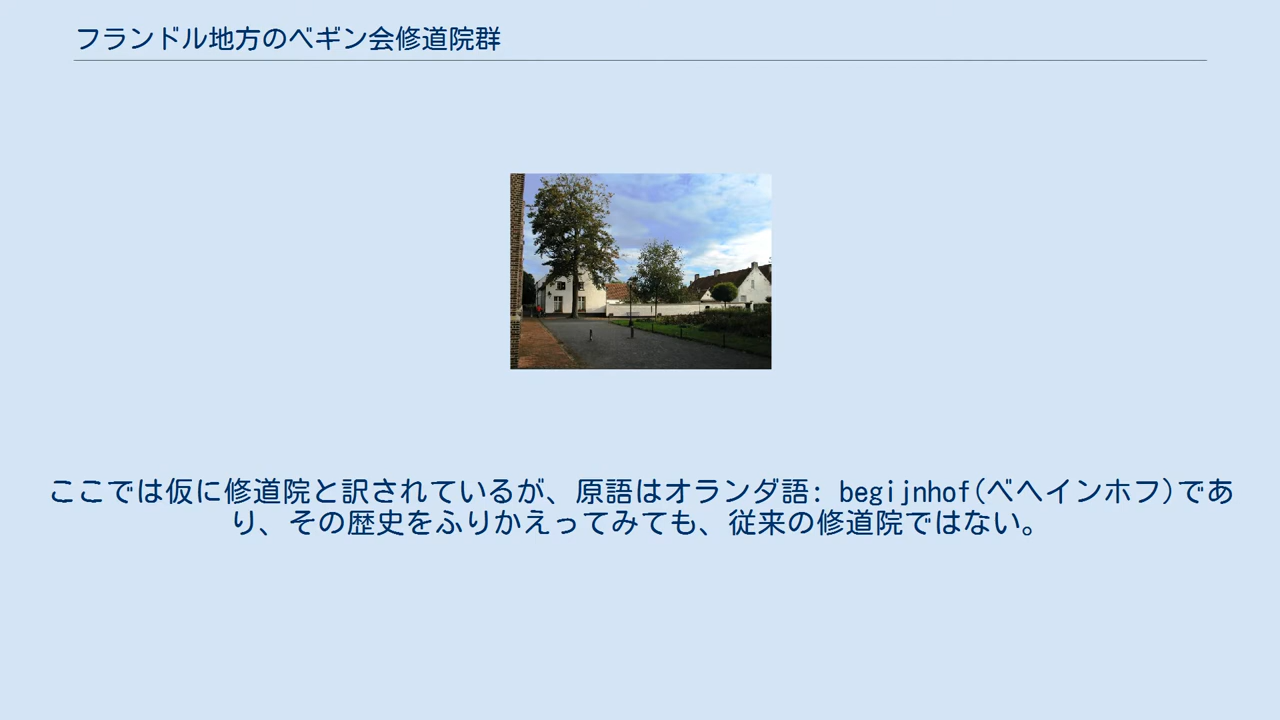 フランドル地方のベギン会修道院群
ここでは仮に修道院と訳されているが、原語はオランダ語: begijnhof(ベヘインホフ)であ
り、その歴史をふりかえってみても、従来の修道院ではない。